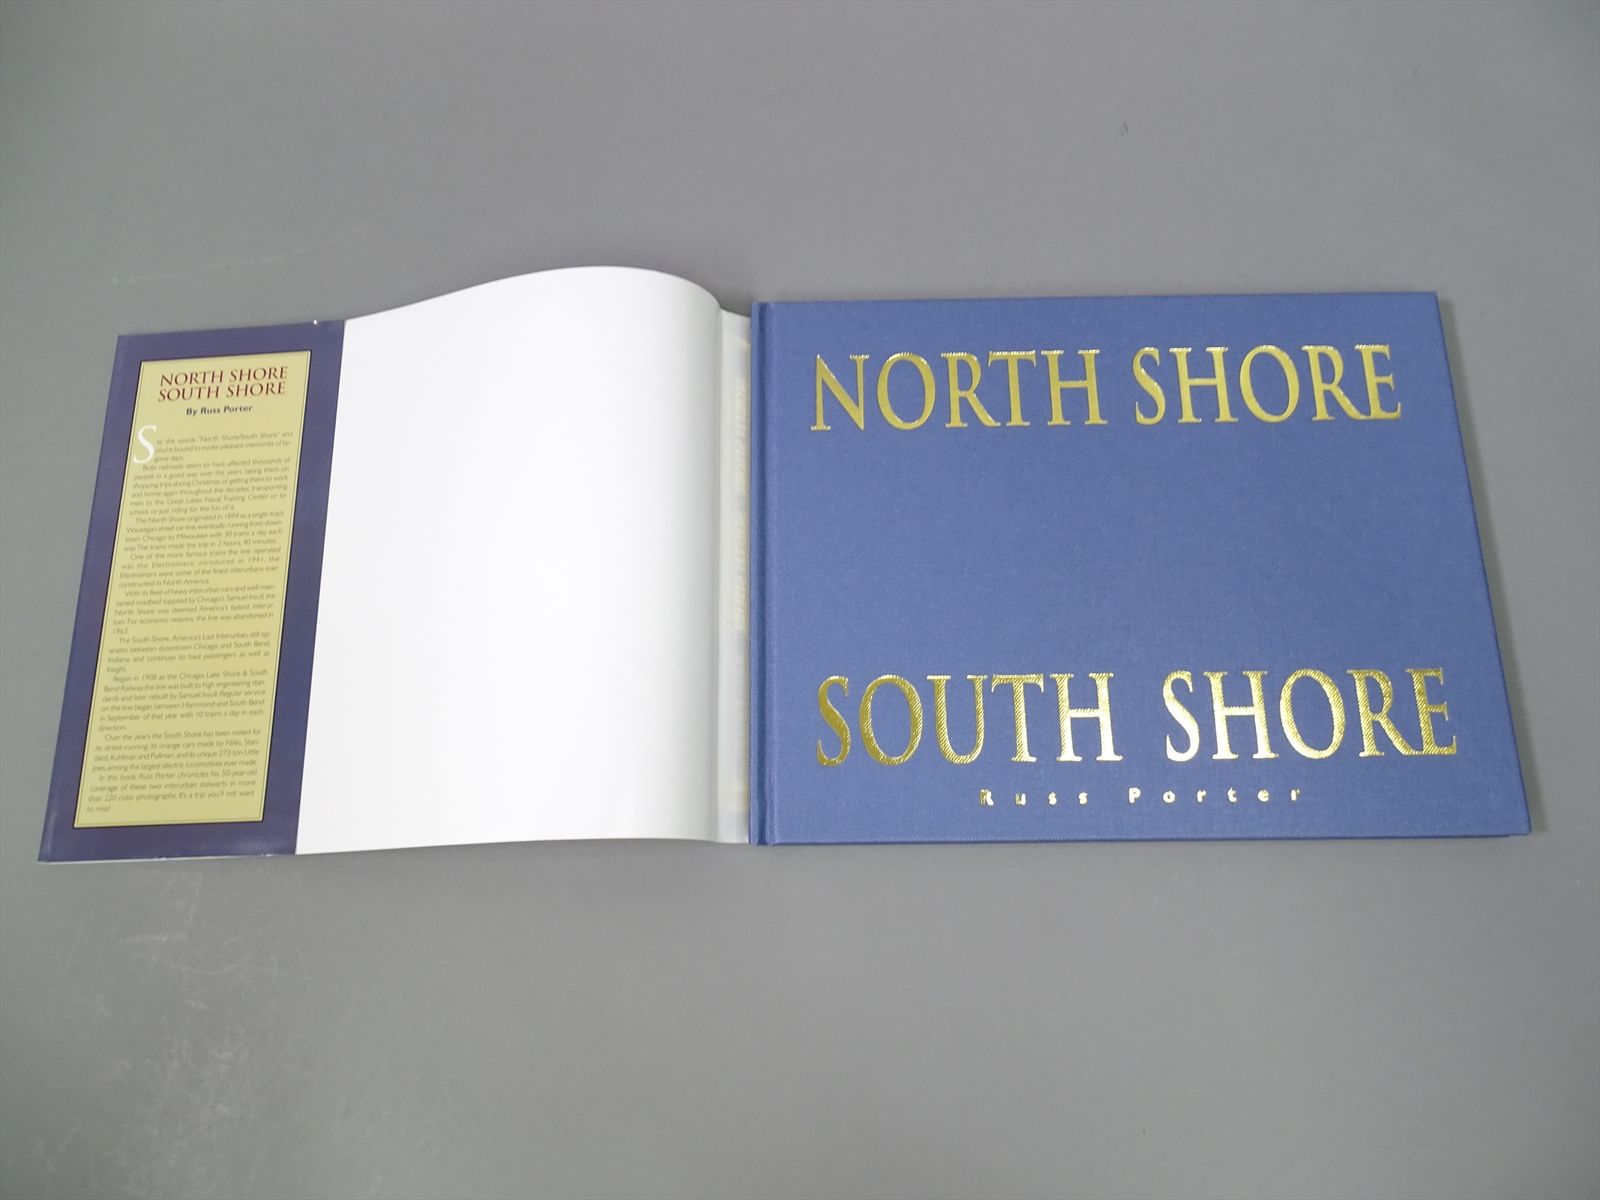 NORTH SHORE
SOUTH SHORE
By Russ Porter
Say the words "North Shore/South Shore" and
you're bound to evoke pleasant memories of by-
gone days.
Both railroads seem to have affected thousands of
people in a good way over the years, taking them on
shopping trips during Christmas, or getting them to work
and home again throughout the decades, transporting
men to the Great Lakes Naval Training Center or to
school, or just riding for the fun of it.
The North Shore originated in 1894 as a single-track
Waukegan street car line, eventually running from down-
town Chicago to Milwaukee with 30 trains a day each
way. The trains made the trip in 2 hours, 40 minutes.
One of the more famous trains the line operated
was the Electroliners; introduced in 1941, the
Electroliners were some of the finest interurbans ever
constructed in North America.
With its fleet of heavy interurban cars and well main-
tained roadbed supplied by Chicago's Samuel Insull, the
North Shore was deemed America's fastest interur-
ban. For economic reasons, the line was abandoned in
1963.
The South Shore, America's Last Interurban, still op-
erates between downtown Chicago and South Bend,
Indiana, and continues to haul passengers as well as
freight.
Began in 1908 as the Chicago, Lake Shore & South
Bend Railway, the line was built to high engineering stan-
dards and later rebuilt by Samuel Insull. Regular service
on the line began between Hammond and South Bend
in September of that year with 10 trains a day in each
direction.
Over the years the South Shore has been noted for
its street running, its orange cars made by Niles, Stan-
dard, Kuhlman and Pullman, and its unique 273-ton Little
Joes, among the largest electric locomotives ever made.
In this book Russ Porter chronicles his 50-year-old
coverage of these two interurban stalwarts in more
than 220 color photographs. It's a trip you'll not want
to miss!
NORTH SHORE
SOUTH SHORE
Russ Porter